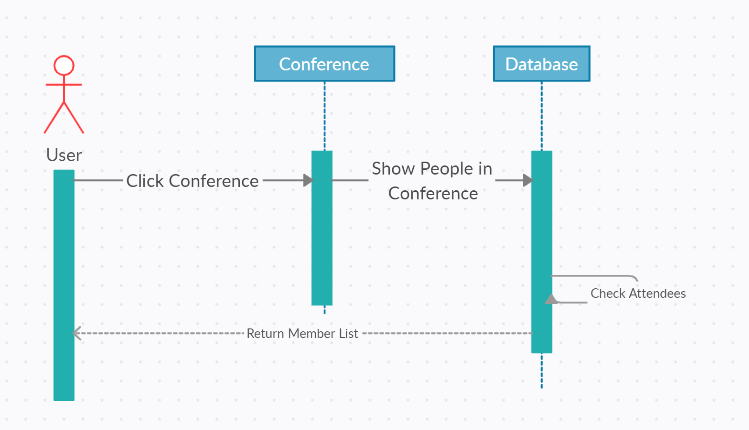 Conference
Database
User
Click Conference
Show People in
Conference
Check Attendees
Return Member List